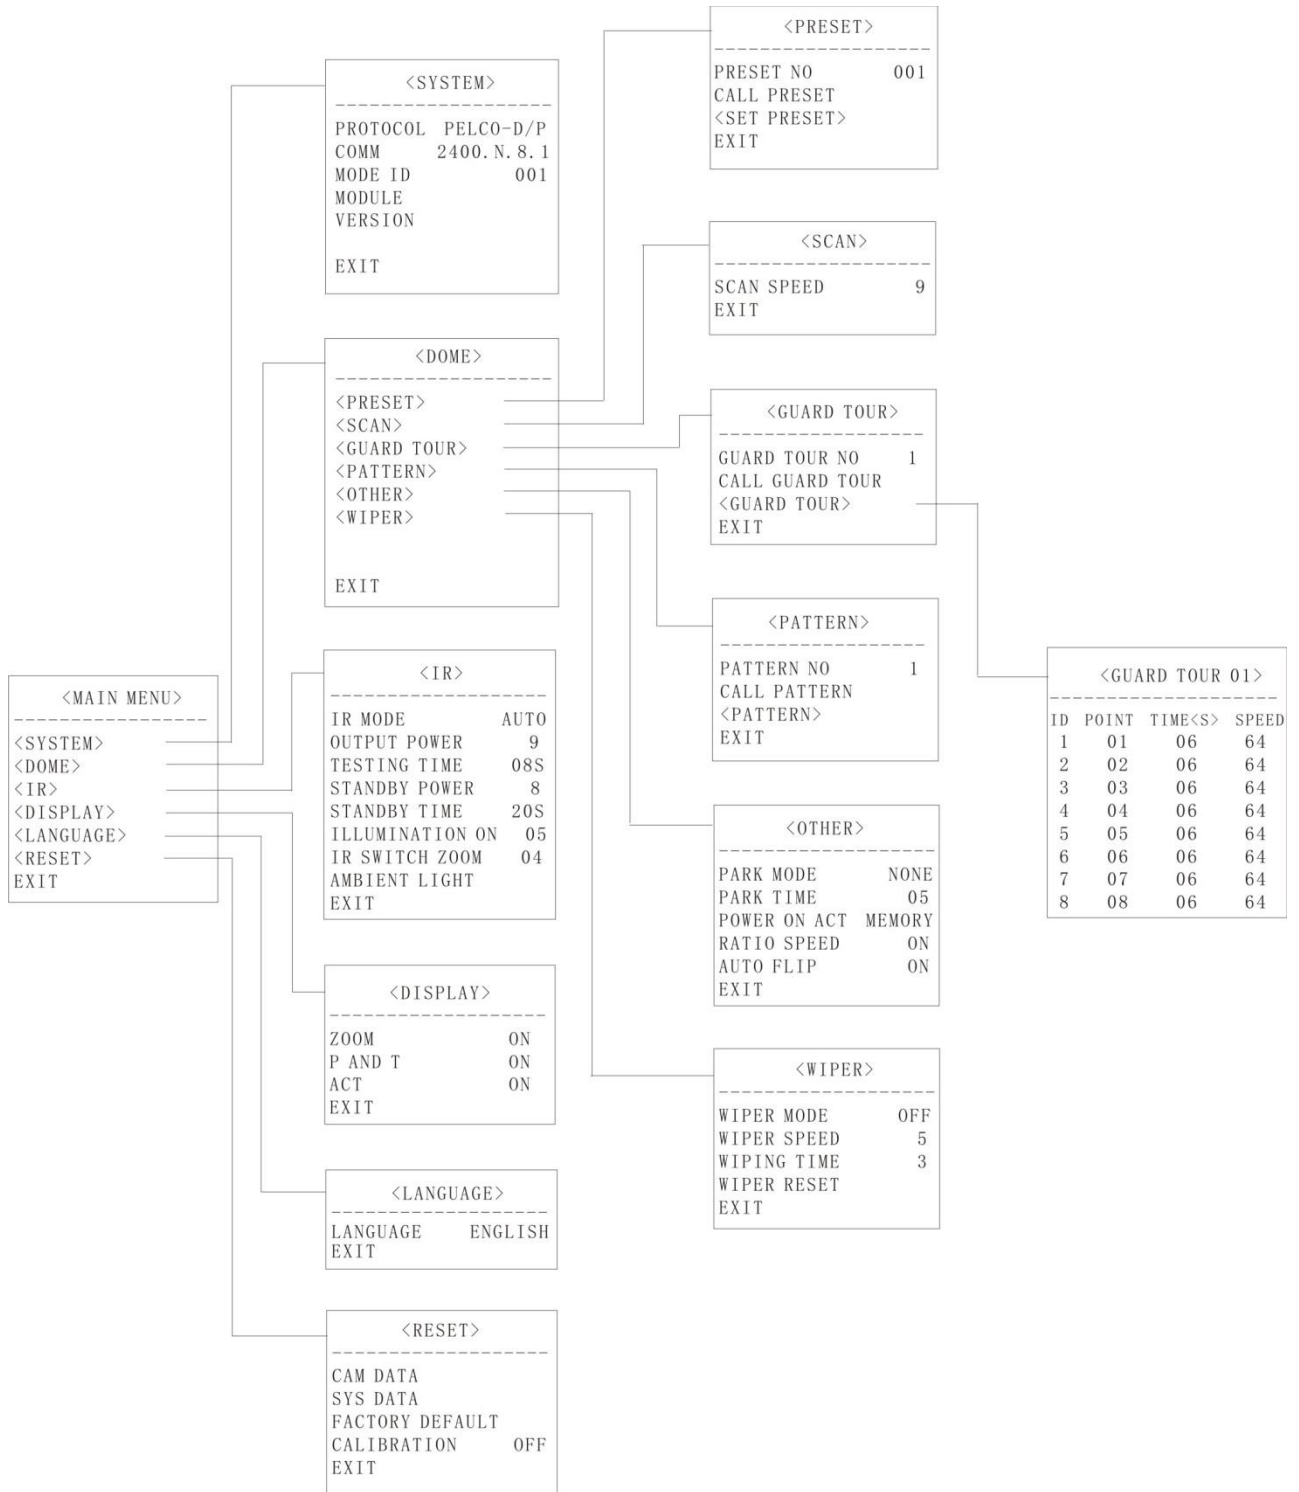 <MAIN MENU>
<SYSTEM>
<DOME>
<IR>
<DISPLAY>
<LANGUAGE>
<RESET>
EXIT
<SYSTEM>
PROTOCOL PELCO-D/P
COMM 2400.N.8.1
MODE ID 001
MODULE
VERSION
EXIT
<DOME>
<PRESET>
<SCAN>
<GUARD TOUR>
<PATTERN>
<OTHER>
<WIPER>
EXIT
<IR>
IR MODE AUTO
OUTPUT POWER 9
TESTING TIME 08S
STANDBY POWER 8
STANDBY TIME 20S
ILLUMINATION ON 05
IR SWITCH ZOOM 04
AMBIENT LIGHT
EXIT
<DISPLAY>
ZOOM ON
P AND T ON
ACT ON
EXIT
<LANGUAGE>
LANGUAGE ENGLISH
EXIT
<RESET>
CAM DATA
SYS DATA
FACTORY DEFAULT
CALIBRATION OFF
EXIT
<PRESET>
PRESET NO 001
CALL PRESET
<SET PRESET>
EXIT
<SCAN>
SCAN SPEED 9
EXIT
<GUARD TOUR>
GUARD TOUR NO 1
CALL GUARD TOUR
<GUARD TOUR>
EXIT
<PATTERN>
PATTERN NO 1
CALL PATTERN
<PATTERN>
EXIT
<OTHER>
PARK MODE NONE
PARK TIME 05
POWER ON ACT MEMORY
RATIO SPEED ON
AUTO FLIP ON
EXIT
<WIPER>
WIPER MODE OFF
WIPER SPEED 5
WIPING TIME 3
WIPER RESET
EXIT
<GUARD TOUR 01>
ID POINT TIME<S> SPEED
1 01 06 64
2 02 06 64
3 03 06 64
4 04 06 64
5 05 06 64
6 06 06 64
7 07 06 64
8 08 06 64